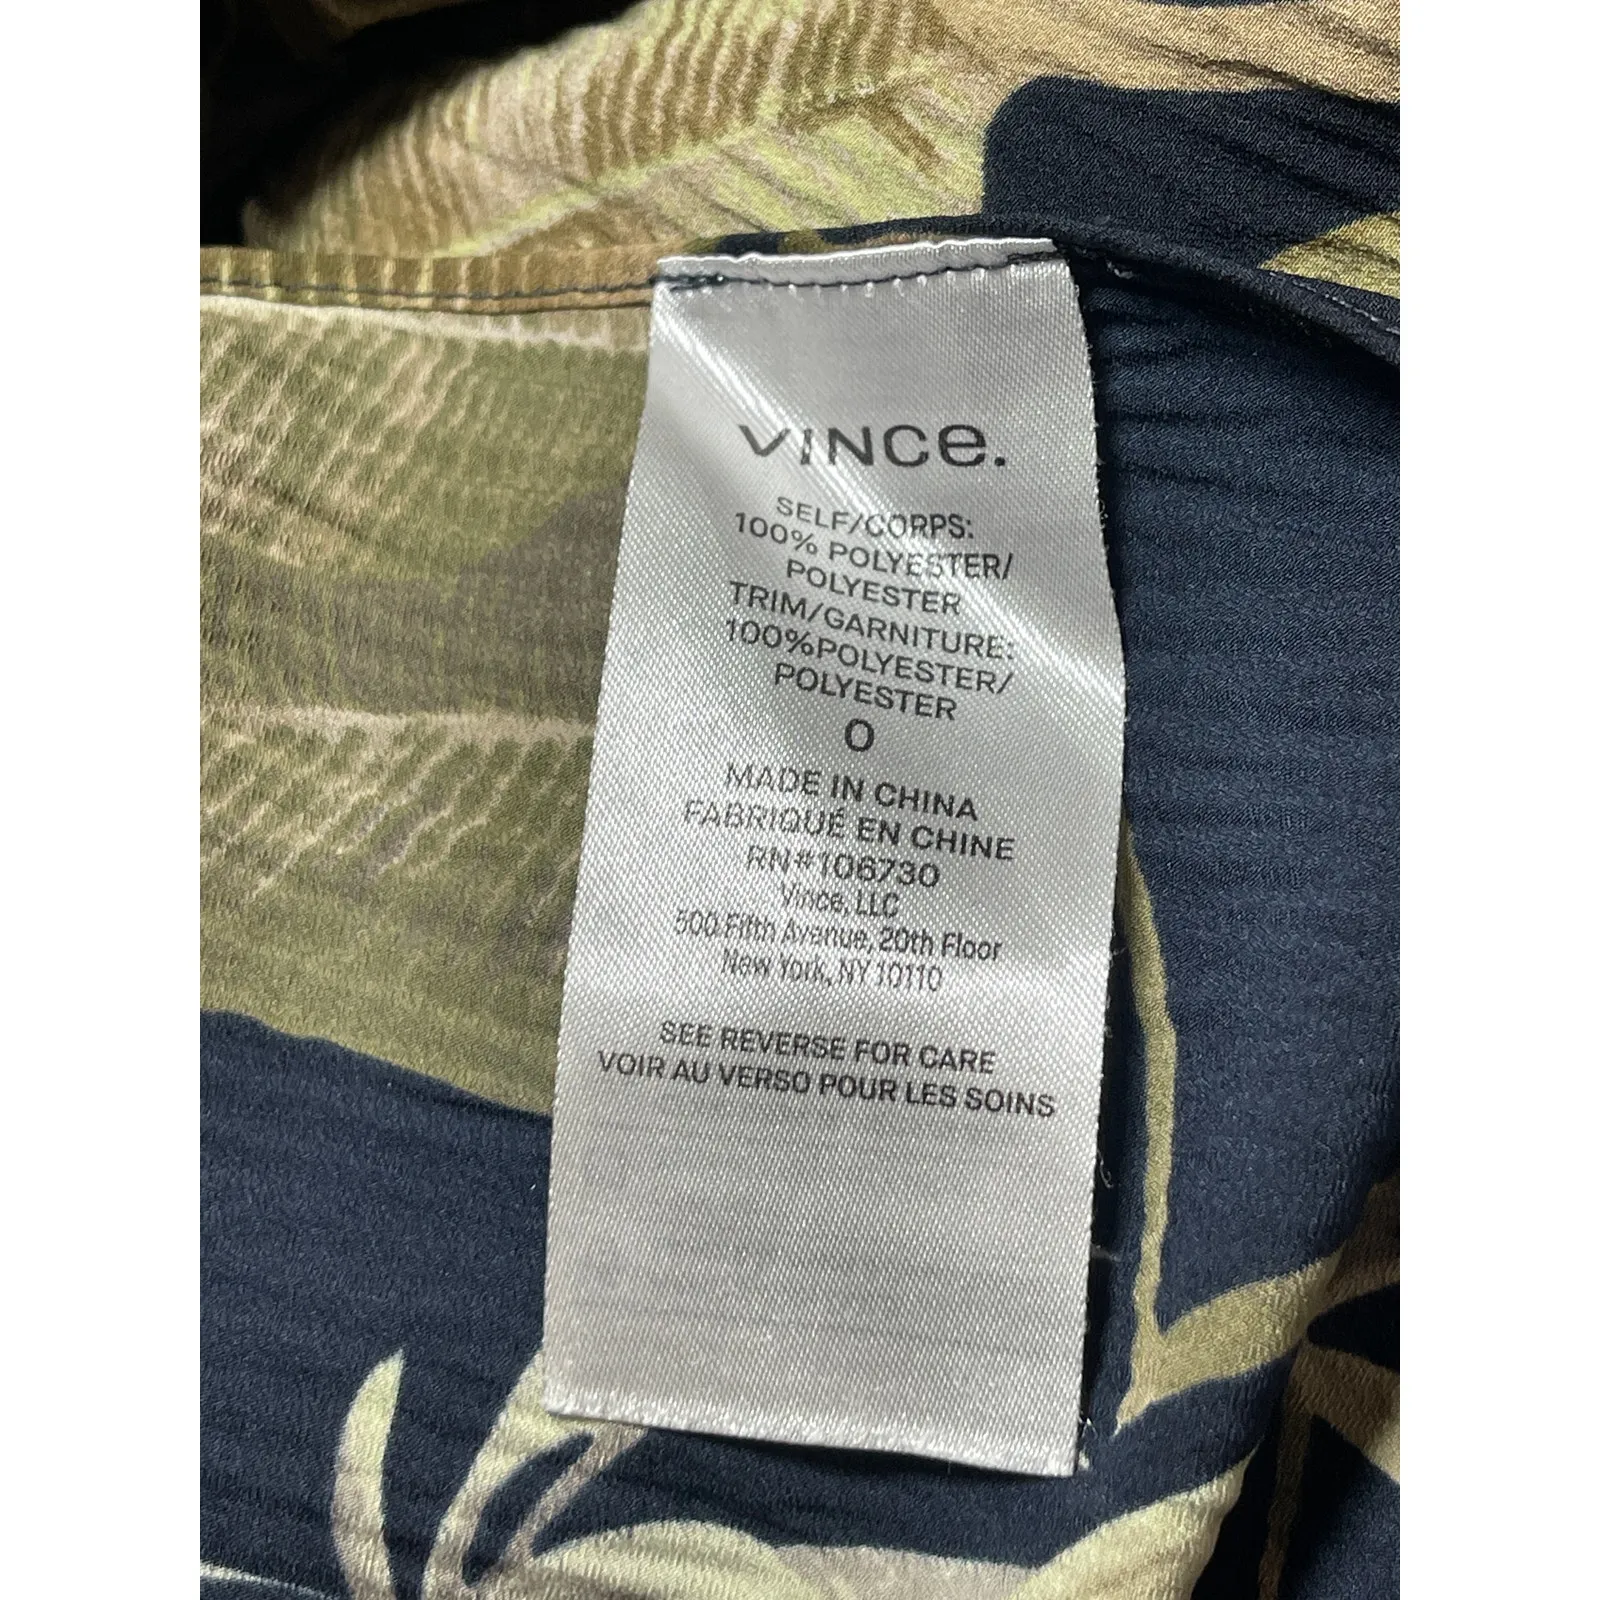 VINCe.
SELF/CORPS:
100% POLYESTER/
POLYESTER
TRIM/GARNITURE:
100%POLYESTER/
POLYESTER
0
MADE IN CHINA
FABRIQUÉ EN CHINE
RN#106730
Vince, LLC
500 Fifth Avenue, 20th Floor
New York, NY 10110
SEE REVERSE FOR CARE
VOIR AU VERSO POUR LES SOINS